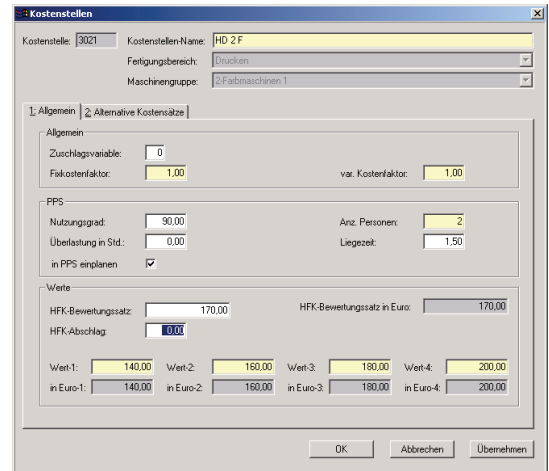 Kostenstellen
Kostenstelle: 3021 Kostenstellen-Name: HD 2 F
Fertigungsbereich: Drucken
Maschinengruppe: 2-Farbmaschinen 1
1: Allgemein 2: Alternative Kostensätze
Allgemein
Zuschlagsvariable: 0
Fixkostenfaktor: 1,00 var. Kostenfaktor: 1,00
PPS
Nutzungsgrad: 90,00 Anz. Personen: 2
Überlastung in Std.: 0,00 Liegezeit: 1,50
in PPS einplanen
Werte
HFK-Bewertungssatz: 170,00 HFK-Bewertungssatz in Euro: 170,00
HFK-Abschlag: 0,00
Wert-1: 140,00 Wert-2: 160,00 Wert-3: 180,00 Wert-4: 200,00
in Euro-1: 140,00 in Euro-2: 160,00 in Euro-3: 180,00 in Euro-4: 200,00
OK Abbrechen Übernehmen